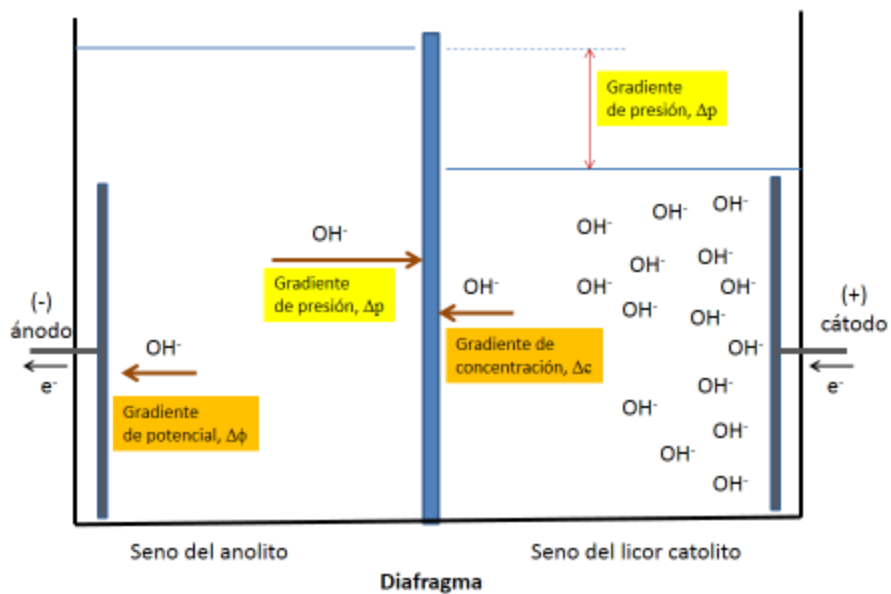 Gradiente
de presión, Δp
OH⁻
OH⁻
OH⁻
OH⁻
OH⁻
OH⁻
Gradiente
de presión, Δp
OH⁻
OH⁻
OH⁻
OH⁻
OH⁻
(-)
ánodo
e⁻
OH⁻
Gradiente
de potencial, Δϕ
Gradiente de
concentración, Δc
OH⁻
(+)
cátodo
e⁻
OH⁻
OH⁻
OH⁻
OH⁻
OH⁻
Seno del anolito
Seno del licor catolito
Diafragma